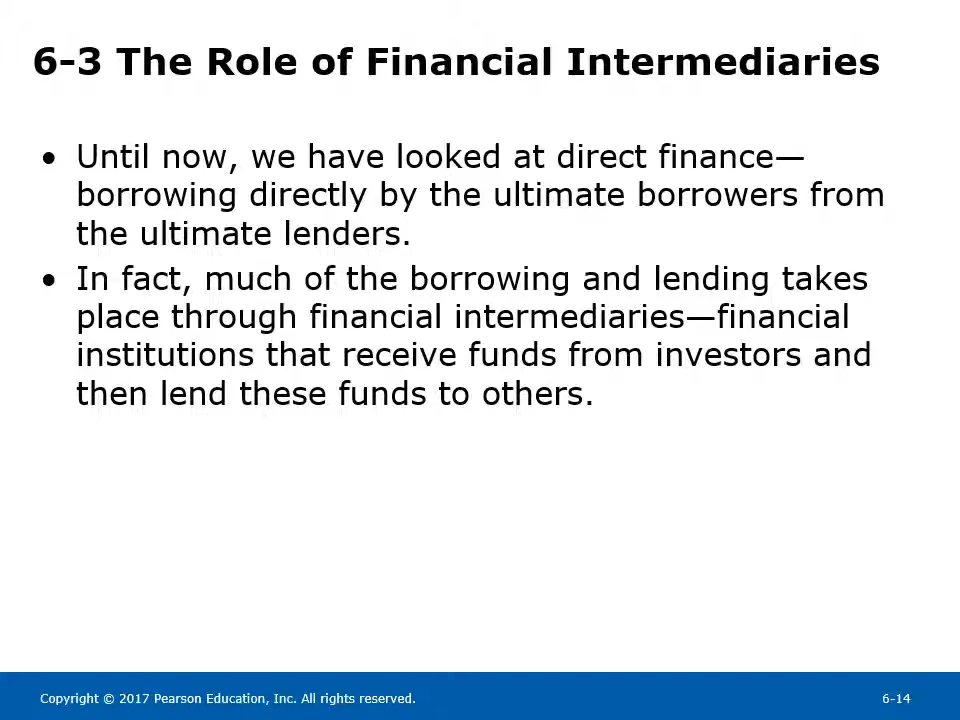 6-3 The Role of Financial Intermediaries
• Until now, we have looked at direct finance—
borrowing directly by the ultimate borrowers from
the ultimate lenders.
• In fact, much of the borrowing and lending takes
place through financial intermediaries—financial
institutions that receive funds from investors and
then lend these funds to others.
Copyright © 2017 Pearson Education, Inc. All rights reserved.
6-14